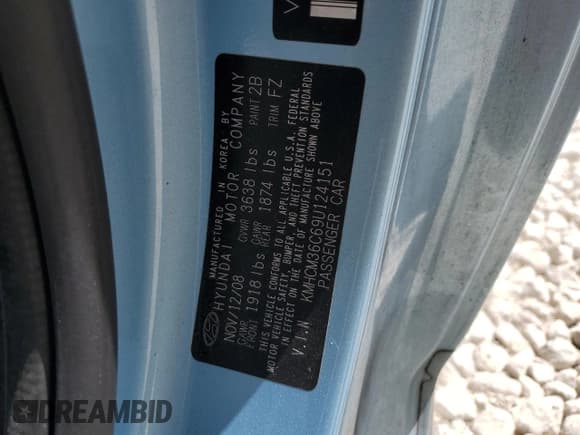 MANUFACTURED IN KOREA BY
HYUNDAI MOTOR COMPANY
NOV/12/08 GVWR 3638 lbs PAINT 2B
GAWR FRONT 1918 lbs GAWR REAR 1874 lbs TRIM FZ
THIS VEHICLE CONFORMS TO ALL APPLICABLE U.S.A. FEDERAL
MOTOR VEHICLE SAFETY, BUMPER, AND THEFT PREVENTION STANDARDS
IN EFFECT ON THE DATE OF MANUFACTURE SHOWN ABOVE
V.I.N KMHCM36C69U124151
PASSENGER CAR
V
DREAMBID